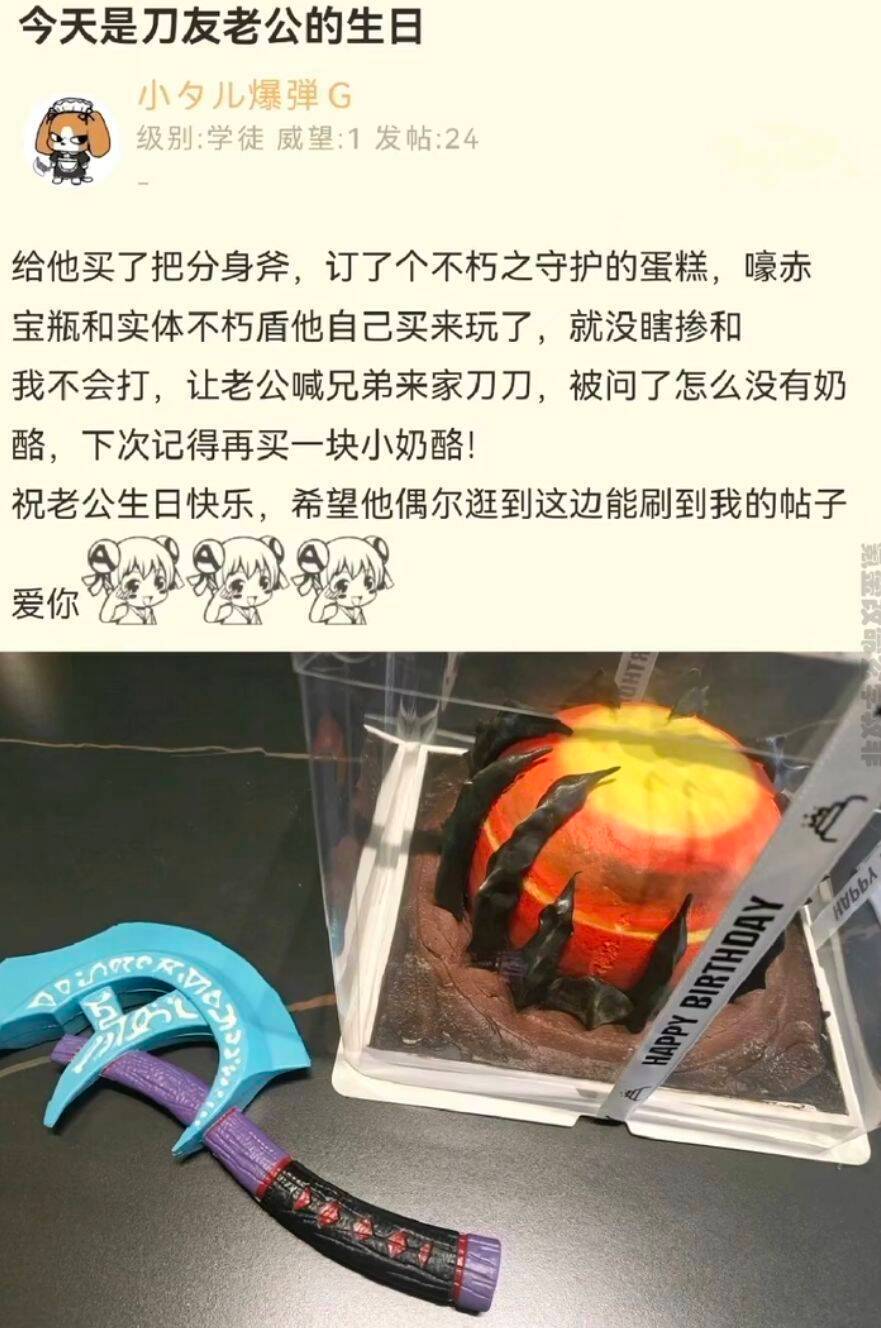 今天是刀友老公的生日
小タル爆弾G
级别:学徒 威望:1 发帖:24
-
给他买了把分身斧，订了个不朽之守护的蛋糕，嚎赤
宝瓶和实体不朽盾他自己买来玩了，就没瞎掺和
我不会打，让老公喊兄弟来家刀刀，被问了怎么没有奶
酪，下次记得再买一块小奶酪!
祝老公生日快乐，希望他偶尔逛到这边能刷到我的帖子
爱你
HAPPY BIRTHDAY
HAPPY